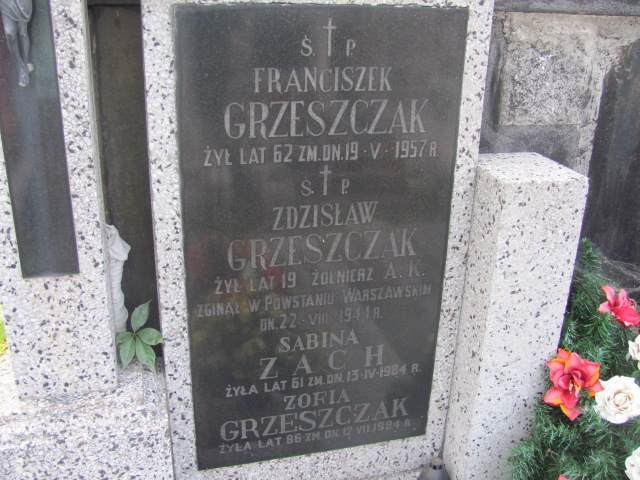 Ś † P
FRANCISZEK
GRZESZCZAK
ŻYŁ LAT 62 ZM. DN. 19 · V · 1957 R.
Ś † P.
ZDZISŁAW
GRZESZCZAK
ŻYŁ LAT 19 ŻOLNIERZ A. K.
ZGINĄŁ W POWSTANIU WARSZAWSKIM
DN. 22 · VIII · 1944 R.
SABINA
ZACH
ŻYŁA LAT 61 ZM. DN. 13 · IV · 1984 R.
ZOFIA
GRZESZCZAK
ŻYŁA LAT 86 ZM. DN. 12 · VII · 1984 R.